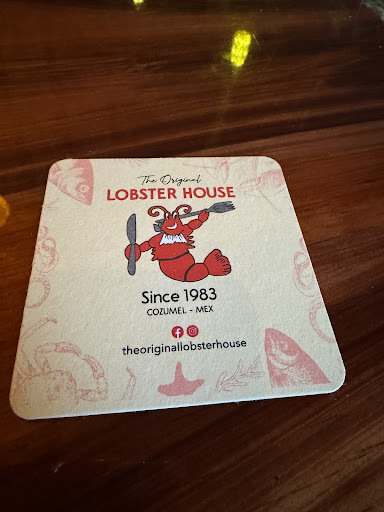 The Original
LOBSTER HOUSE
Since 1983
COZUMEL - MEX
theoriginallobsterhouse